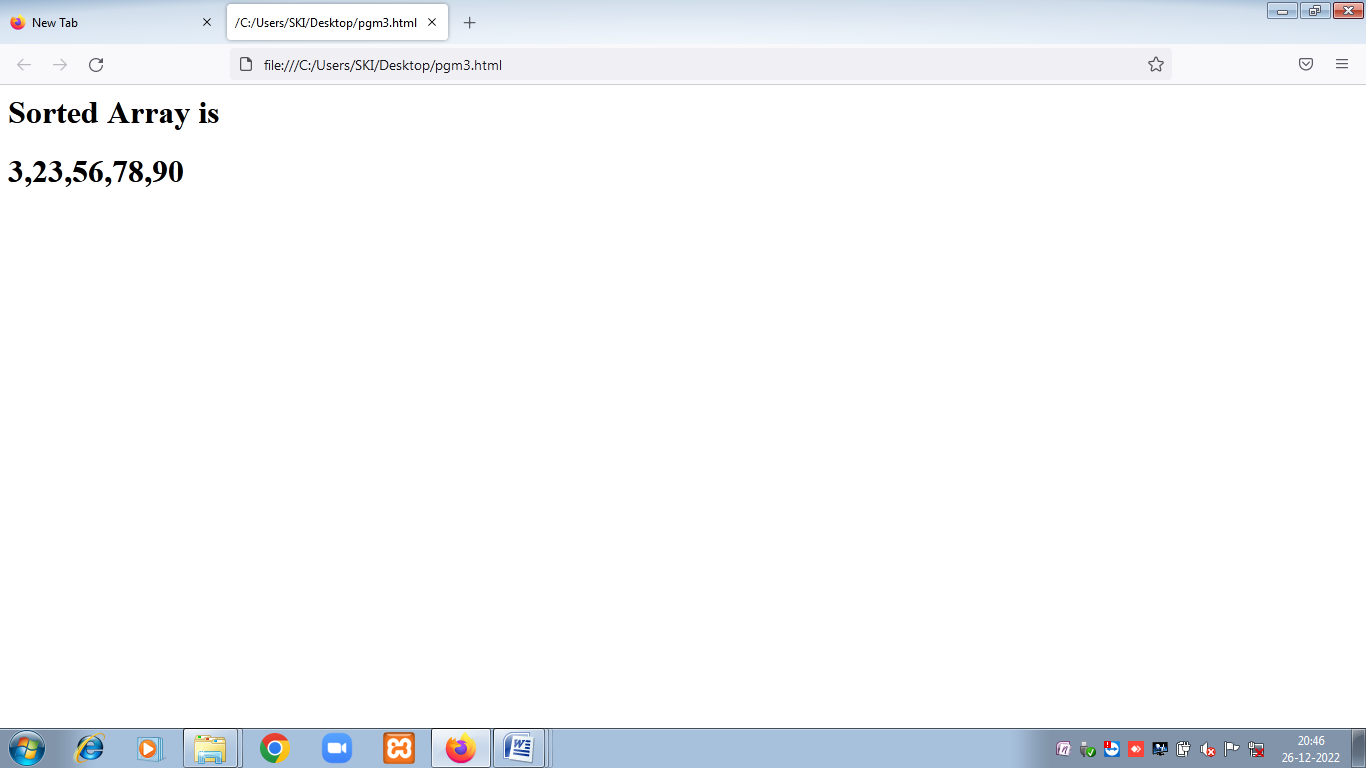 New Tab
/C:/Users/SKI/Desktop/pgm3.html
file:///C:/Users/SKI/Desktop/pgm3.html
Sorted Array is
3,23,56,78,90
20:46
26-12-2022